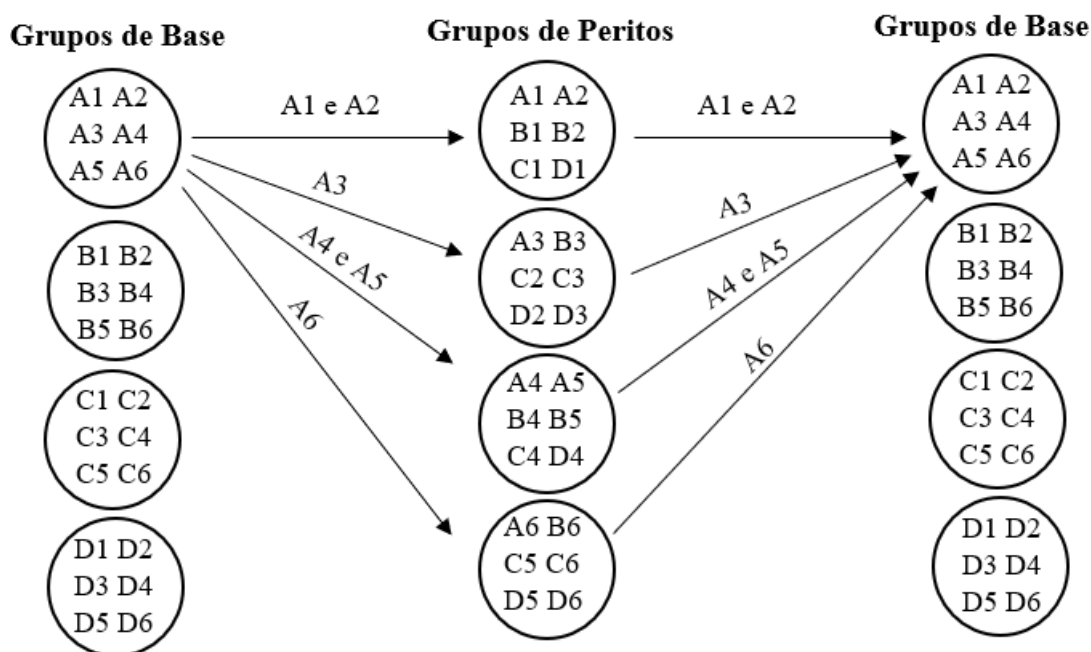 Grupos de Base
A1 A2
A3 A4
A5 A6
B1 B2
B3 B4
B5 B6
C1 C2
C3 C4
C5 C6
D1 D2
D3 D4
D5 D6
A1 e A2
A3
A4 e A5
A6
Grupos de Peritos
A1 A2
B1 B2
C1 D1
A3 B3
C2 C3
D2 D3
A4 A5
B4 B5
C4 D4
A6 B6
C5 C6
D5 D6
A1 e A2
A3
A4 e A5
A6
Grupos de Base
A1 A2
A3 A4
A5 A6
B1 B2
B3 B4
B5 B6
C1 C2
C3 C4
C5 C6
D1 D2
D3 D4
D5 D6